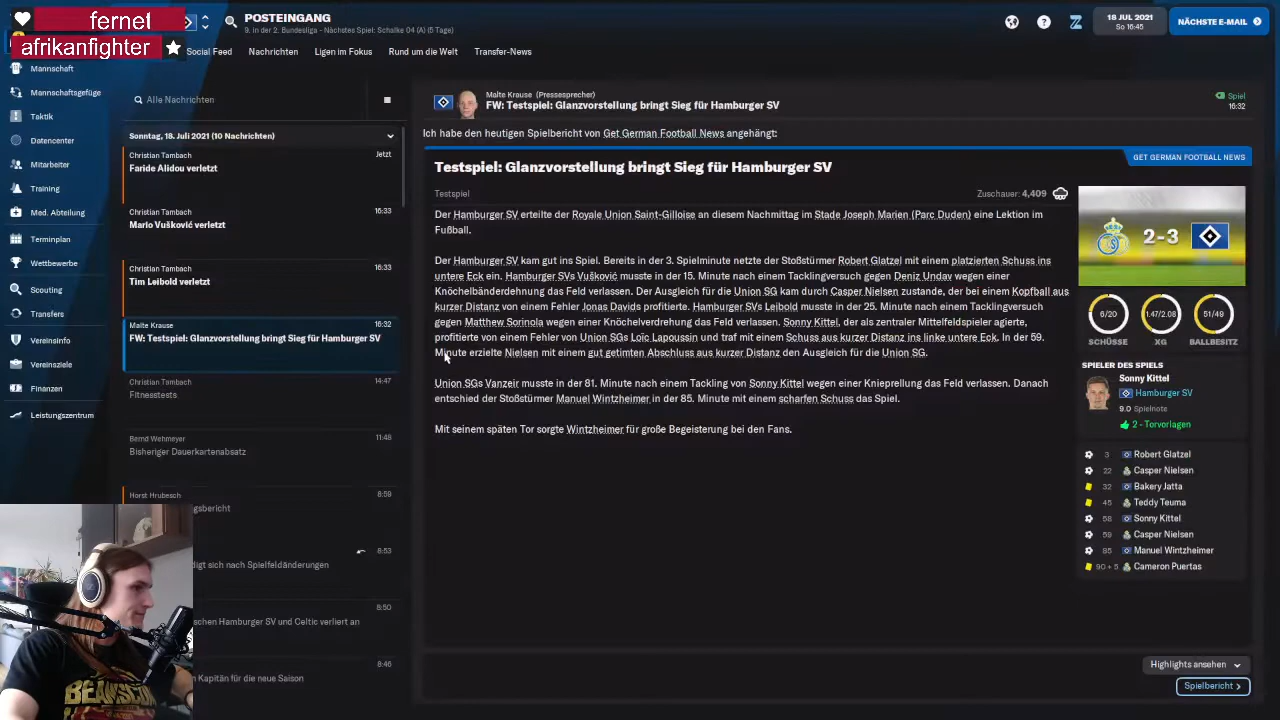 fernet
afrikanfighter
POSTEINGANG
9. in der 2. Bundesliga - Nächstes Spiel: Schalke 04 (A) (5 Tage)
18 JUL 2021
So 16:45
NÄCHSTE E-MAIL
Social Feed
Nachrichten
Ligen im Fokus
Rund um die Welt
Transfer-News
Mannschaft
Mannschaftsgefüge
Taktik
Datencenter
Mitarbeiter
Training
Med. Abteilung
Terminplan
Wettbewerbe
Scouting
Transfers
Vereinsinfo
Vereinsziele
Finanzen
Leistungszentrum
Alle Nachrichten
Sonntag, 18. Juli 2021 (10 Nachrichten)
Christian Tambach
Jetzt
Faride Alidou verletzt
Christian Tambach
16:33
Mario Vušković verletzt
Christian Tambach
16:33
Tim Leibold verletzt
Malte Krause
16:32
FW: Testspiel: Glanzvorstellung bringt Sieg für Hamburger SV
Christian Tambach
14:47
Fitnesstests
Bernd Wehmeyer
11:48
Bisheriger Dauerkartenabsatz
Horst Hrubesch
8:59
gsbericht
8:53
digt sich nach Spielfeldänderungen
8:50
schen Hamburger SV und Celtic verliert an
8:46
n Kapitän für die neue Saison
Malte Krause (Pressesprecher)
FW: Testspiel: Glanzvorstellung bringt Sieg für Hamburger SV
Spiel
16:32
Ich habe den heutigen Spielbericht von Get German Football News angehängt:
GET GERMAN FOOTBALL NEWS
Testspiel: Glanzvorstellung bringt Sieg für Hamburger SV
Testspiel
Zuschauer: 4,409
Der Hamburger SV erteilte der Royale Union Saint-Gilloise an diesem Nachmittag im Stade Joseph Marien (Parc Duden) eine Lektion im
Fußball.
Der Hamburger SV kam gut ins Spiel. Bereits in der 3. Spielminute netzte der Stoßstürmer Robert Glatzel mit einem platzierten Schuss ins
untere Eck ein. Hamburger SVs Vušković musste in der 15. Minute nach einem Tacklingversuch gegen Deniz Undav wegen einer
Knöchelbänderdehnung das Feld verlassen. Der Ausgleich für die Union SG kam durch Casper Nielsen zustande, der bei einem Kopfball aus
kurzer Distanz von einem Fehler Jonas Davids profitierte. Hamburger SVs Leibold musste in der 25. Minute nach einem Tacklingversuch
gegen Matthew Sorinola wegen einer Knöchelverdrehung das Feld verlassen. Sonny Kittel, der als zentraler Mittelfeldspieler agierte,
profitierte von einem Fehler von Union SGs Loïc Lapoussin und traf mit einem Schuss aus kurzer Distanz ins linke untere Eck. In der 59.
Minute erzielte Nielsen mit einem gut getimten Abschluss aus kurzer Distanz den Ausgleich für die Union SG.
Union SGs Vanzeir musste in der 81. Minute nach einem Tackling von Sonny Kittel wegen einer Knieprellung das Feld verlassen. Danach
entschied der Stoßstürmer Manuel Wintzheimer in der 85. Minute mit einem scharfen Schuss das Spiel.
Mit seinem späten Tor sorgte Wintzheimer für große Begeisterung bei den Fans.
2-3
6/20
1.47/2.08
51/49
SCHÜSSE
XG
BALLBESITZ
SPIELER DES SPIELS
Sonny Kittel
Hamburger SV
9.0 Spielnote
2 - Torvorlagen
3 Robert Glatzel
22 Casper Nielsen
32 Bakery Jatta
45 Teddy Teuma
58 Sonny Kittel
59 Casper Nielsen
85 Manuel Wintzheimer
90 + 5 Cameron Puertas
Highlights ansehen
Spielbericht